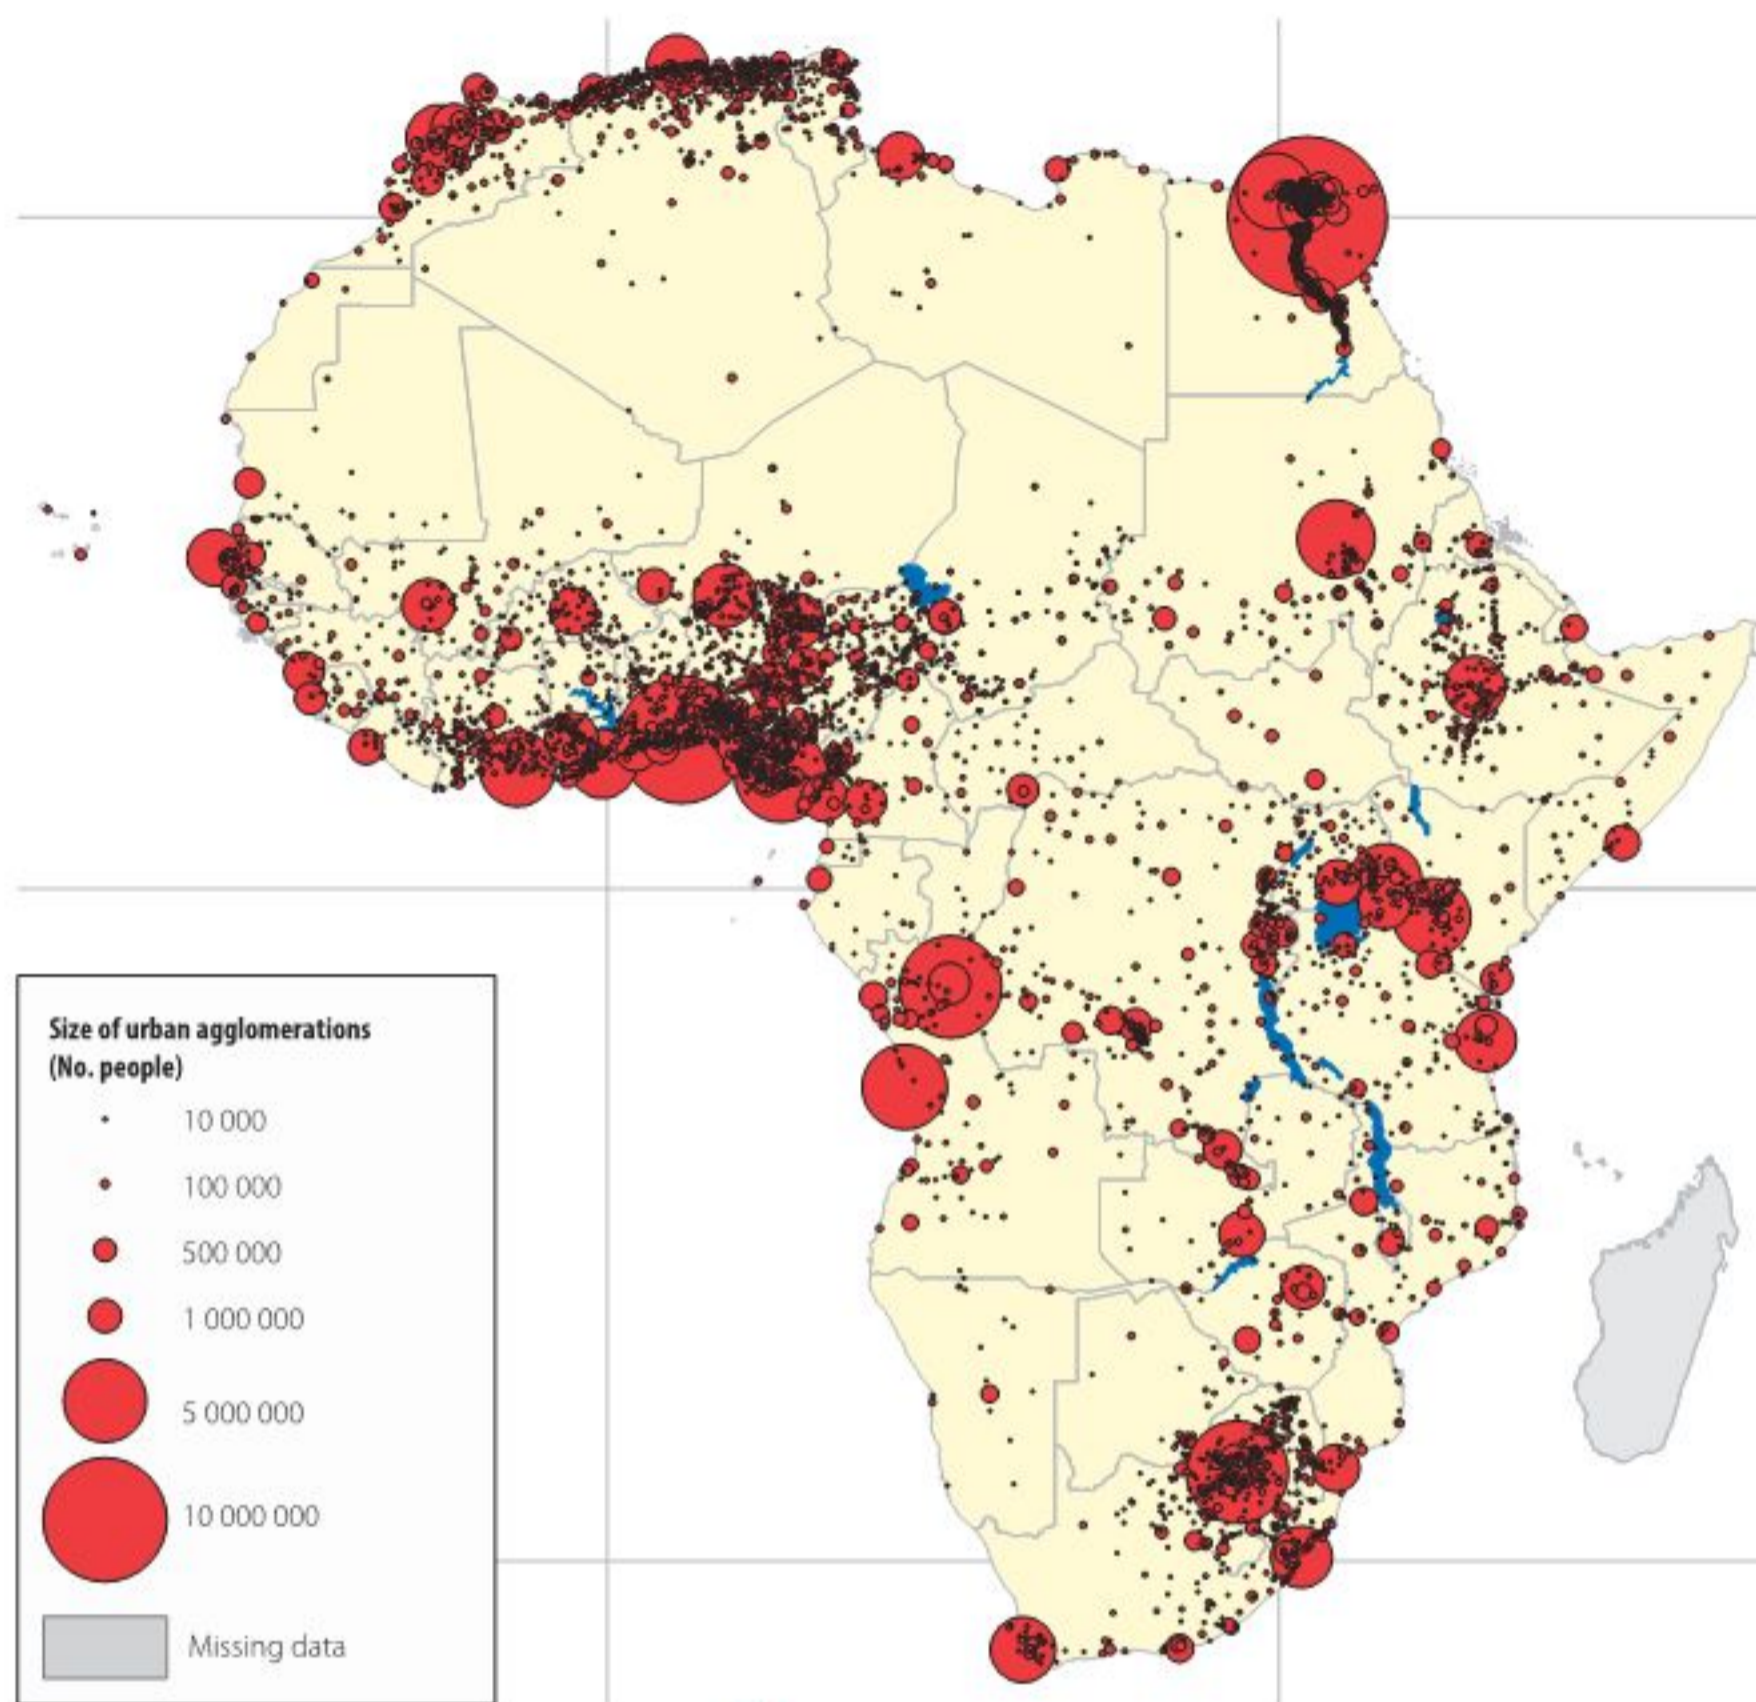 Size of urban agglomerations
(No. people)
10 000
100 000
500 000
1 000 000
5 000 000
10 000 000
Missing data